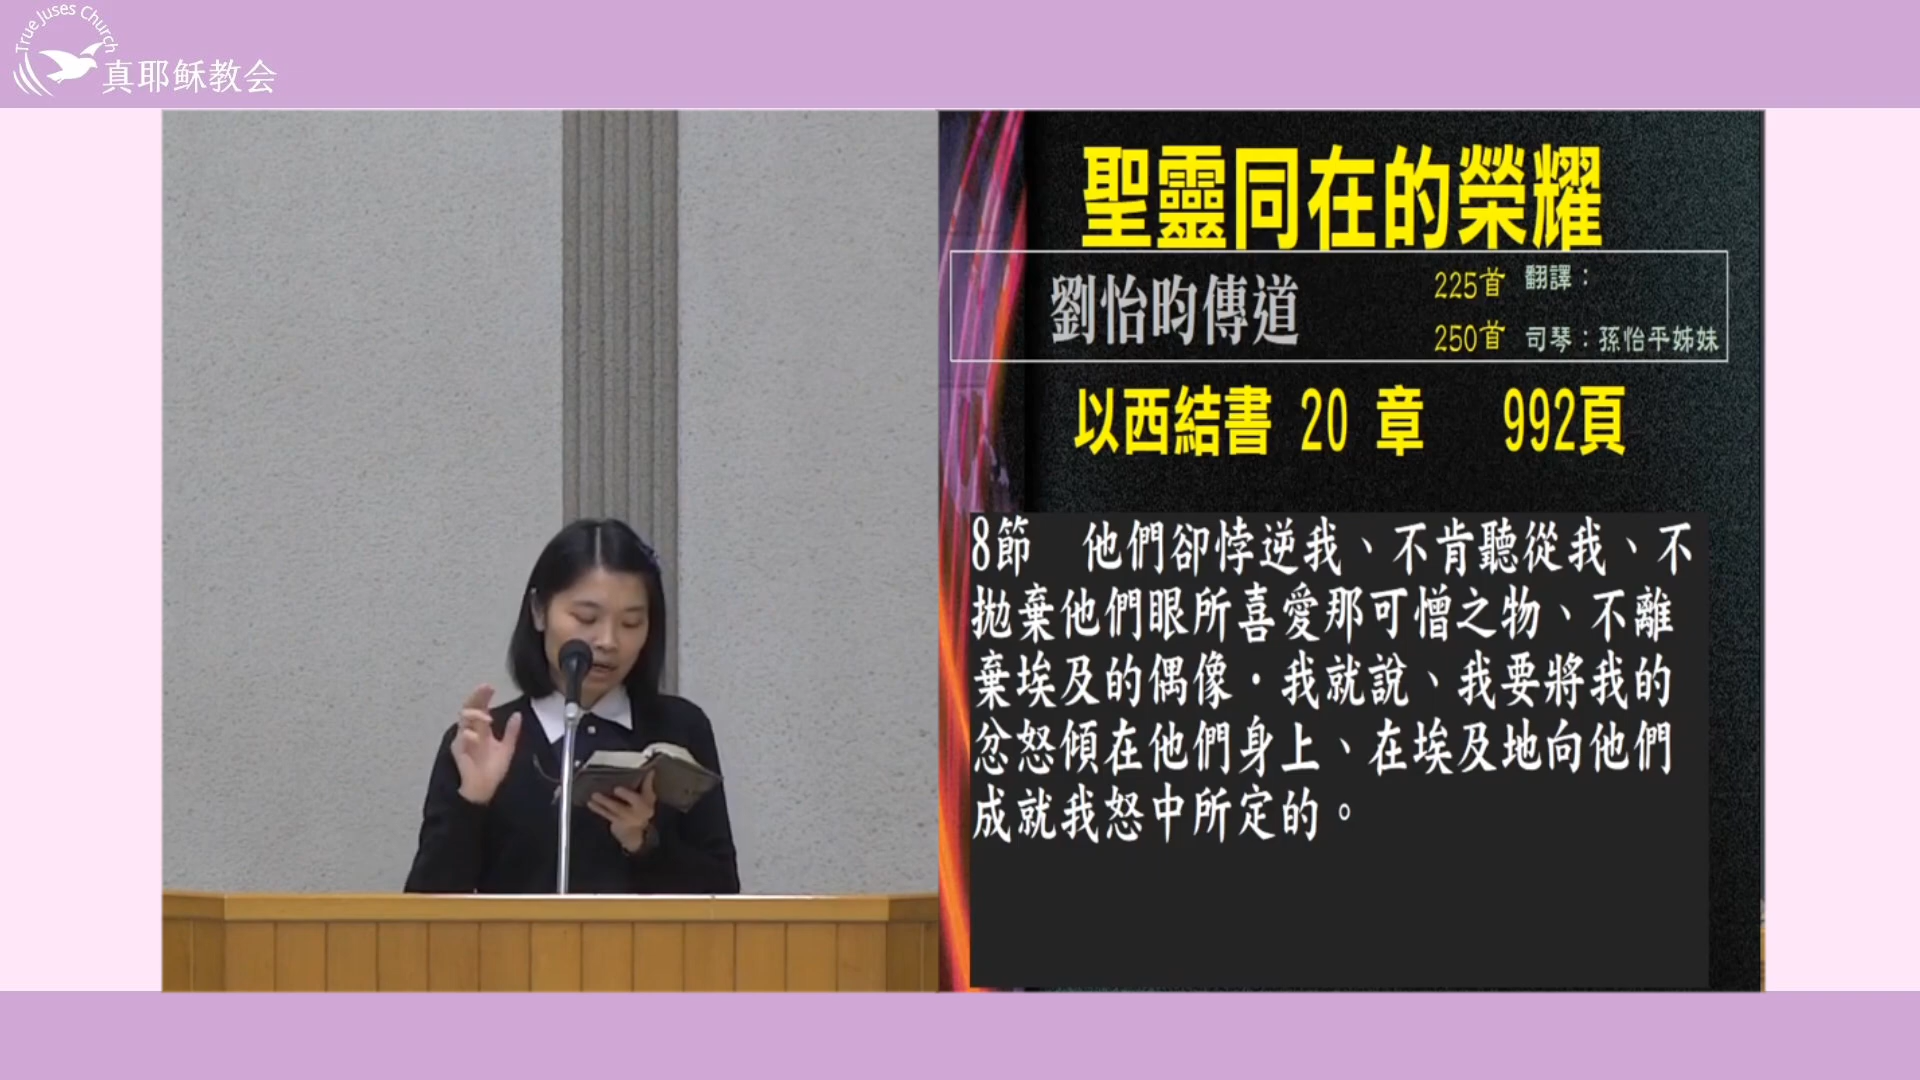 True Juses Church
真耶稣教会
聖靈同在的榮耀
劉怡昀傳道
225首
翻譯：
250首
司琴：孫怡平姊妹
以西結書 20 章 992頁
8節 他們卻悖逆我、不肯聽從我、不
拋棄他們眼所喜愛那可憎之物、不離
棄埃及的偶像．我就說、我要將我的
忿怒傾在他們身上、在埃及地向他們
成就我怒中所定的。